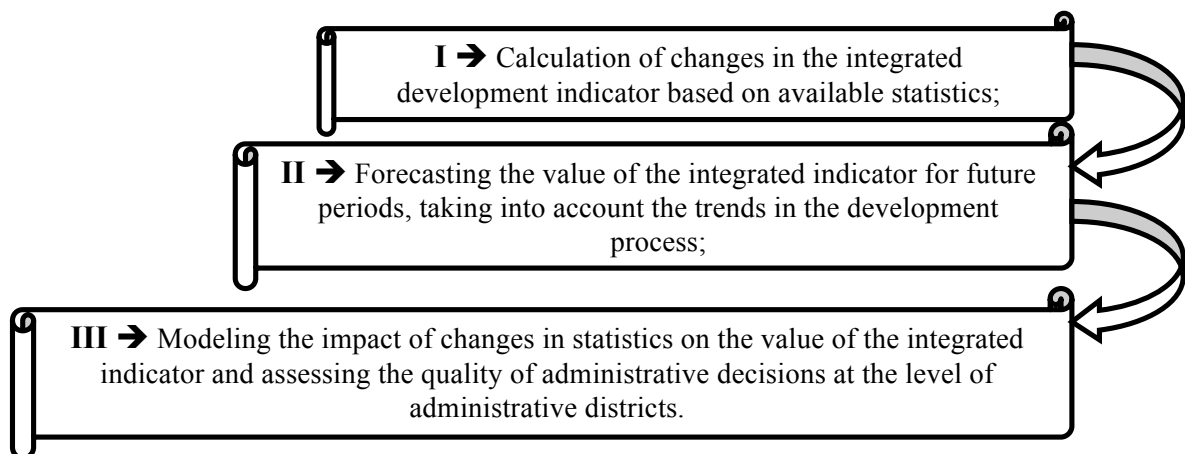 I ➔ Calculation of changes in the integrated
development indicator based on available statistics;
II ➔ Forecasting the value of the integrated indicator for future
periods, taking into account the trends in the development
process;
III ➔ Modeling the impact of changes in statistics on the value of the integrated
indicator and assessing the quality of administrative decisions at the level of
administrative districts.